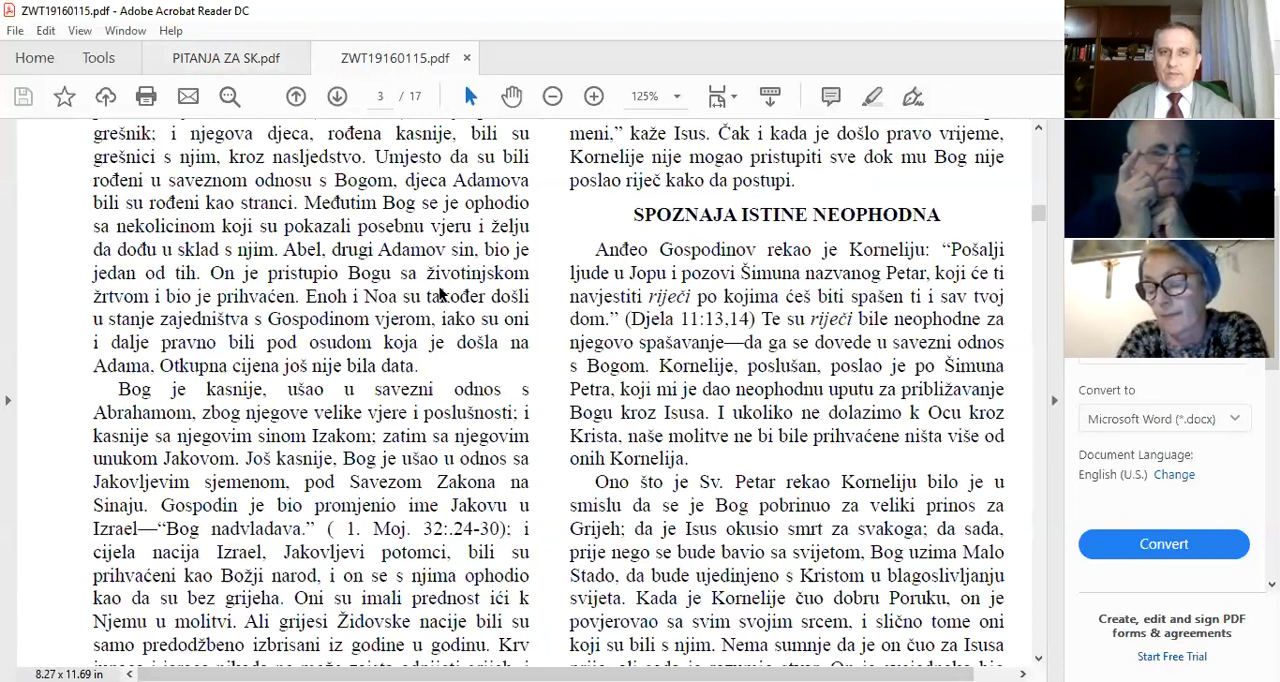 ZWT19160115.pdf - Adobe Acrobat Reader DC
File Edit View Window Help
Home Tools PITANJA ZA SK.pdf ZWT19160115.pdf ×
3 / 17 125%
grešnik; i njegova djeca, rođena kasnije, bili su
grešnici s njim, kroz nasljedstvo. Umjesto da su bili
rođeni u saveznom odnosu s Bogom, djeca Adamova
bili su rođeni kao stranci. Međutim Bog se je ophodio
sa nekolicinom koji su pokazali posebnu vjeru i želju
da dođu u sklad s njim. Abel, drugi Adamov sin, bio je
jedan od tih. On je pristupio Bogu sa životinjskom
žrtvom i bio je prihvaćen. Enoh i Noa su također došli
u stanje zajedništva s Gospodinom vjerom, iako su oni
i dalje pravno bili pod osudom koja je došla na
Adama, Otkupna cijena još nije bila data.
Bog je kasnije, ušao u savezni odnos s
Abrahamom, zbog njegove velike vjere i poslušnosti; i
kasnije sa njegovim sinom Izakom; zatim sa njegovim
unukom Jakovom. Još kasnije, Bog je ušao u odnos sa
Jakovljevim sjemenom, pod Savezom Zakona na
Sinaju. Gospodin je bio promjenio ime Jakovu u
Izrael—“Bog nadvladava.” ( 1. Moj. 32:.24-30); i
cijela nacija Izrael, Jakovljevi potomci, bili su
prihvaćeni kao Božji narod, i on se s njima ophodio
kao da su bez grijeha. Oni su imali prednost ići k
Njemu u molitvi. Ali grijesi Židovske nacije bili su
samo predodžbeno izbrisani iz godine u godinu. Krv
meni,” kaže Isus. Čak i kada je došlo pravo vrijeme,
Kornelije nije mogao pristupiti sve dok mu Bog nije
poslao riječ kako da postupi.
SPOZNAJA ISTINE NEOPHODNA
Anđeo Gospodinov rekao je Korneliju: “Pošalji
ljude u Jopu i pozovi Šimuna nazvanog Petar, koji će ti
navjestiti riječi po kojima ćeš biti spašen ti i sav tvoj
dom.” (Djela 11:13,14) Te su riječi bile neophodne za
njegovo spašavanje—da ga se dovede u savezni odnos
s Bogom. Kornelije, poslušan, poslao je po Šimuna
Petra, koji mi je dao neophodnu uputu za približavanje
Bogu kroz Isusa. I ukoliko ne dolazimo k Ocu kroz
Krista, naše molitve ne bi bile prihvaćene ništa više od
onih Kornelija.
Ono što je Sv. Petar rekao Korneliju bilo je u
smislu da se je Bog pobrinuo za veliki prinos za
Grijeh; da je Isus okusio smrt za svakoga; da sada,
prije nego se bude bavio sa svijetom, Bog uzima Malo
Stado, da bude ujedinjeno s Kristom u blagoslivljanju
svijeta. Kada je Kornelije čuo dobru Poruku, on je
povjerovao sa svim svojim srcem, i slično tome oni
koji su bili s njim. Nema sumnje da je on čuo za Isusa
8.27 x 11.69 in
Convert to
Microsoft Word (*.docx)
Document Language:
English (U.S.) Change
Convert
Create, edit and sign PDF
forms & agreements
Start Free Trial